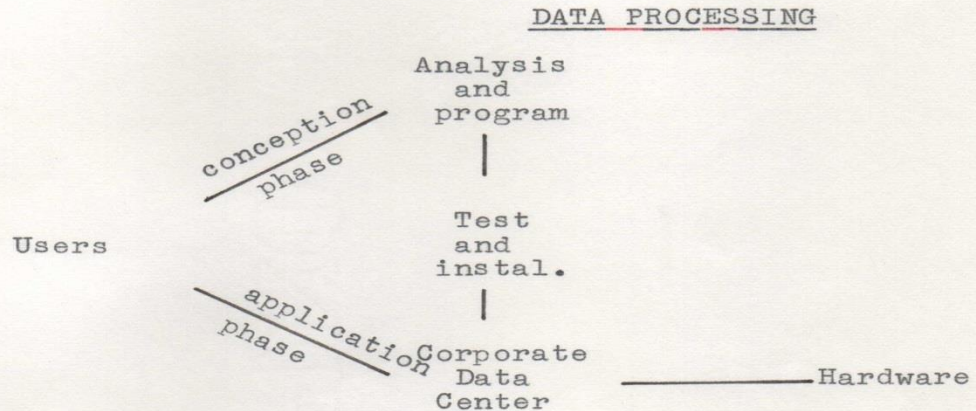 DATA PROCESSING
Analysis
and
program
conception
phase
Test
and
instal.
Users
application
phase
Corporate
Data
Center
Hardware